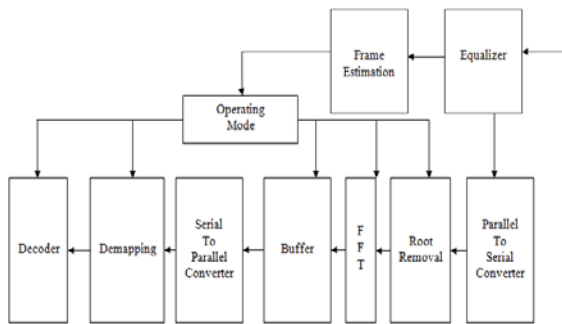 Frame
Estimation
Equalizer
Operating
Mode
Decoder
Demapping
Serial
To
Parallel
Converter
Buffer
F
F
T
Root
Removal
Parallel
To
Serial
Converter